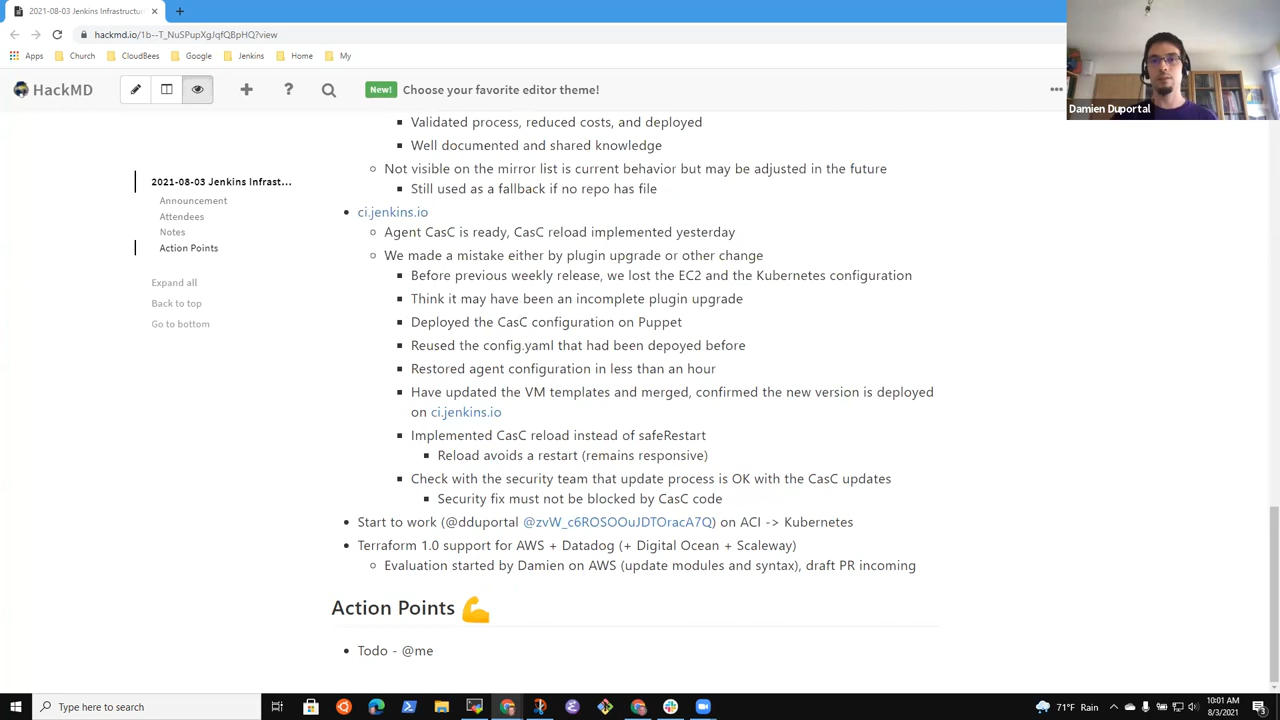 2021-08-03 Jenkins Infrastructu
hackmd.io/1b--T_NuSPupXgJqfQBpHQ?view
Apps Church CloudBees Google Jenkins Home My
HackMD
New! Choose your favorite editor theme!
Damien Duportal
2021-08-03 Jenkins Infrast...
Announcement
Attendees
Notes
Action Points
Expand all
Back to top
Go to bottom
Validated process, reduced costs, and deployed
Well documented and shared knowledge
Not visible on the mirror list is current behavior but may be adjusted in the future
Still used as a fallback if no repo has file
ci.jenkins.io
Agent CasC is ready, CasC reload implemented yesterday
We made a mistake either by plugin upgrade or other change
Before previous weekly release, we lost the EC2 and the Kubernetes configuration
Think it may have been an incomplete plugin upgrade
Deployed the CasC configuration on Puppet
Reused the config.yaml that had been depoyed before
Restored agent configuration in less than an hour
Have updated the VM templates and merged, confirmed the new version is deployed
on ci.jenkins.io
Implemented CasC reload instead of safeRestart
Reload avoids a restart (remains responsive)
Check with the security team that update process is OK with the CasC updates
Security fix must not be blocked by CasC code
Start to work (@dduportal @zvW_c6ROSOOuJDTOracA7Q) on ACI -> Kubernetes
Terraform 1.0 support for AWS + Datadog (+ Digital Ocean + Scaleway)
Evaluation started by Damien on AWS (update modules and syntax), draft PR incoming
Action Points 💪
Todo - @me
Type here to search
71°F Rain
10:01 AM
8/3/2021
3